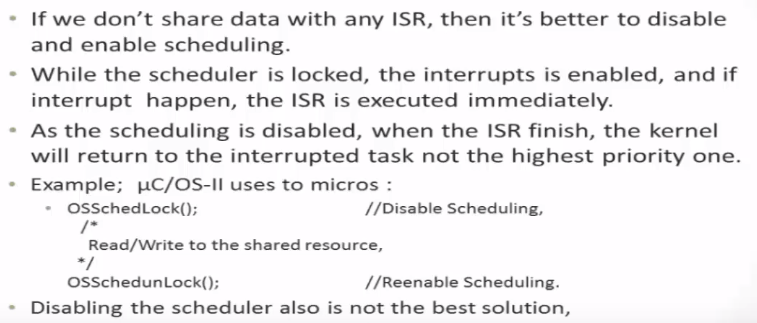 • If we don't share data with any ISR, then it's better to disable
and enable scheduling.
• While the scheduler is locked, the interrupts is enabled, and if
interrupt happen, the ISR is executed immediately.
• As the scheduling is disabled, when the ISR finish, the kernel
will return to the interrupted task not the highest priority one.
• Example; µC/OS-II uses to micros :
• OSSchedLock(); //Disable Scheduling,
/*
Read/Write to the shared resource,
*/
OSSchedunLock(); //Reenable Scheduling.
• Disabling the scheduler also is not the best solution,